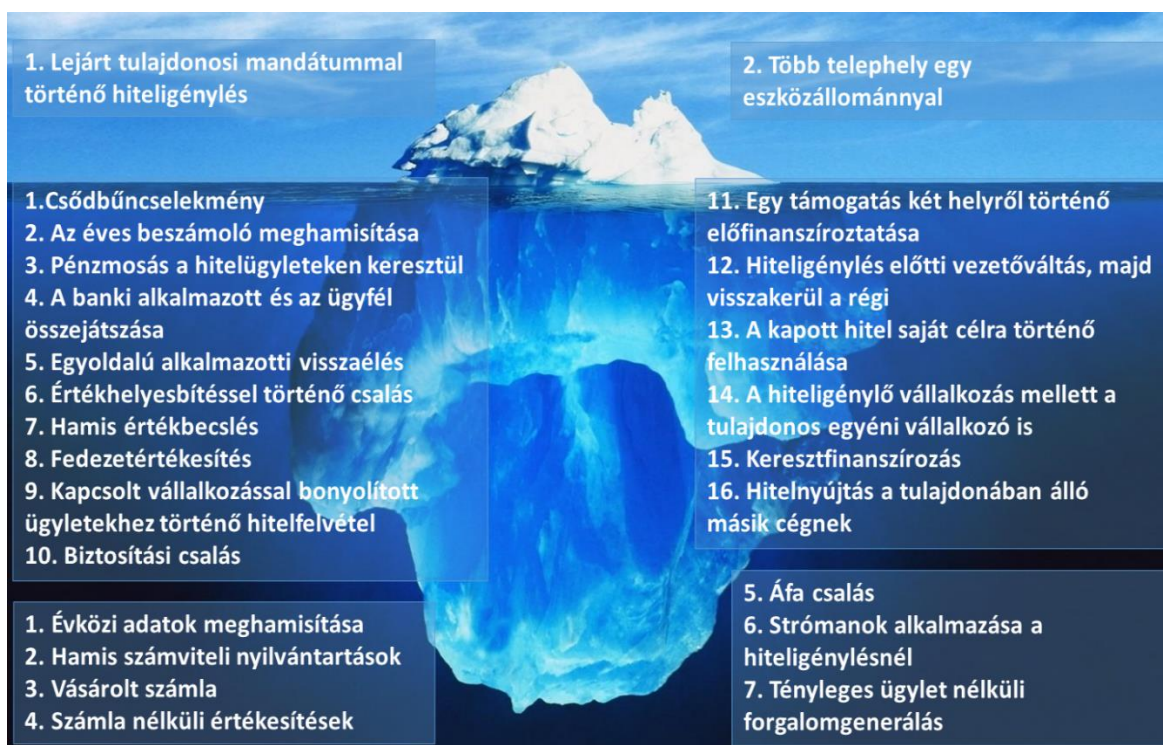 1. Lejárt tulajdonosi mandátummal
történő hiteligénylés
2. Több telephely egy
eszközállománnyal
1.Csődbűncselekmény
2. Az éves beszámoló meghamisítása
3. Pénzmosás a hitelügyleteken keresztül
4. A banki alkalmazott és az ügyfél
összejátszása
5. Egyoldalú alkalmazotti visszaélés
6. Értékhelyesbítéssel történő csalás
7. Hamis értékbecslés
8. Fedezetértékesítés
9. Kapcsolt vállalkozással bonyolított
ügyletekhez történő hitelfelvétel
10. Biztosítási csalás
11. Egy támogatás két helyről történő
előfinanszíroztatása
12. Hiteligénylés előtti vezetőváltás, majd
visszakerül a régi
13. A kapott hitel saját célra történő
felhasználása
14. A hiteligénylő vállalkozás mellett a
tulajdonos egyéni vállalkozó is
15. Keresztfinanszírozás
16. Hitelnyújtás a tulajdonában álló
másik cégnek
1. Évközi adatok meghamisítása
2. Hamis számviteli nyilvántartások
3. Vásárolt számla
4. Számla nélküli értékesítések
5. Áfa csalás
6. Strómanok alkalmazása a
hiteligénylésnél
7. Tényleges ügylet nélküli
forgalomgenerálás